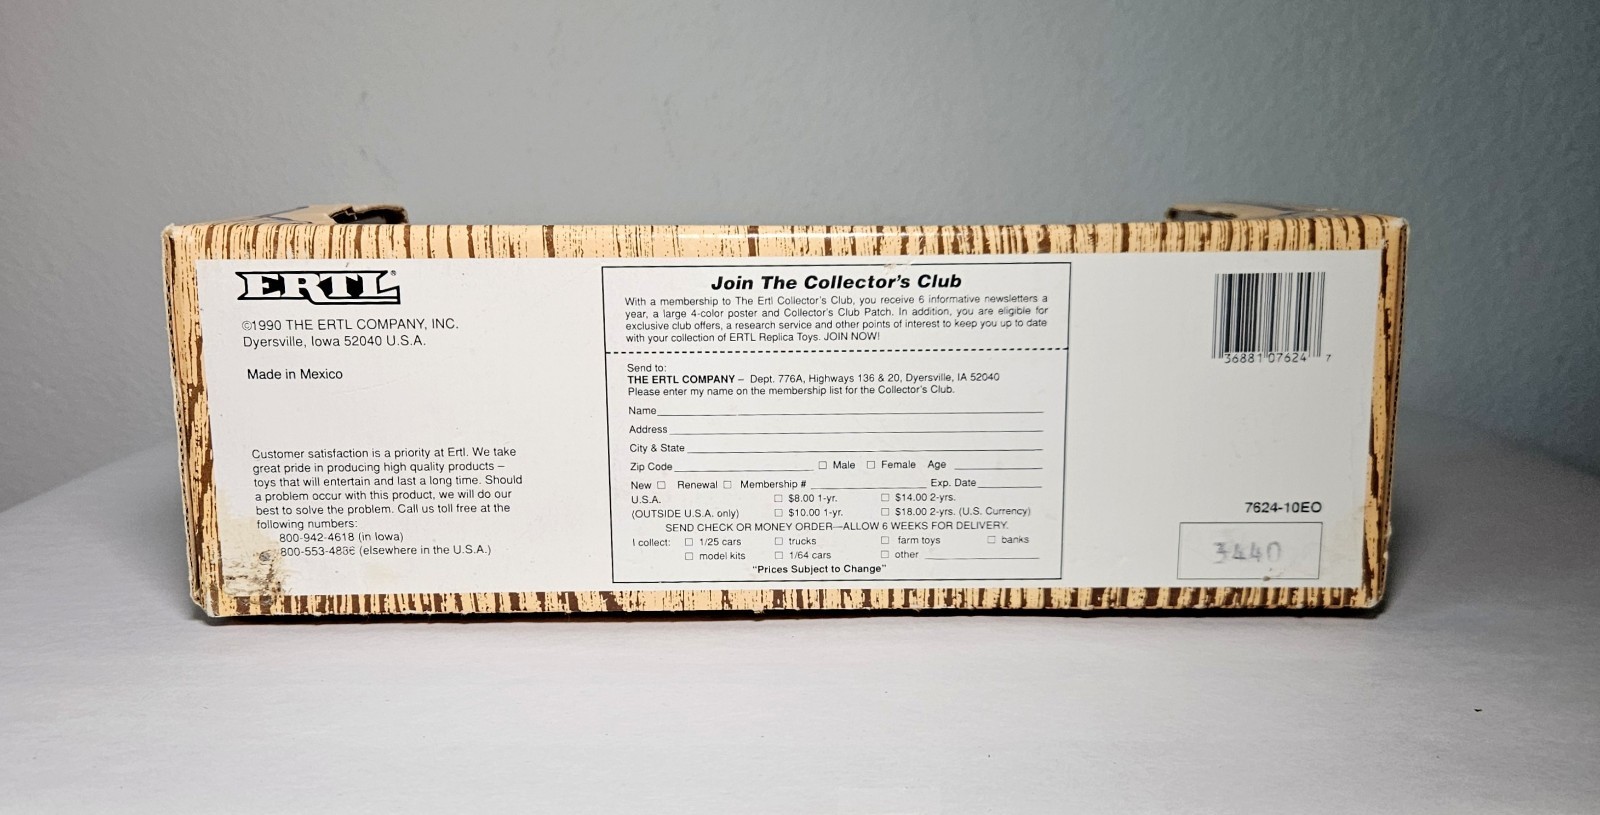 ERTL®
©1990 THE ERTL COMPANY, INC.
Dyersville, Iowa 52040 U.S.A.
Made in Mexico
Customer satisfaction is a priority at Ertl. We take
great pride in producing high quality products –
toys that will entertain and last a long time. Should
a problem occur with this product, we will do our
best to solve the problem. Call us toll free at the
following numbers:
800-942-4618 (in Iowa)
800-553-4836 (elsewhere in the U.S.A.)
Join The Collector's Club
With a membership to The Ertl Collector's Club, you receive 6 informative newsletters a
year, a large 4-color poster and Collector's Club Patch. In addition, you are eligible for
exclusive club offers, a research service and other points of interest to keep you up to date
with your collection of ERTL Replica Toys. JOIN NOW!
Send to:
THE ERTL COMPANY – Dept. 776A, Highways 136 & 20, Dyersville, IA 52040
Please enter my name on the membership list for the Collector's Club.
Name
Address
City & State
Zip Code ☐ Male ☐ Female Age
New ☐ Renewal ☐ Membership # Exp. Date
U.S.A. ☐ $8.00 1-yr. ☐ $14.00 2-yrs.
(OUTSIDE U.S.A. only) ☐ $10.00 1-yr. ☐ $18.00 2-yrs. (U.S. Currency)
SEND CHECK OR MONEY ORDER—ALLOW 6 WEEKS FOR DELIVERY.
I collect: ☐ 1/25 cars ☐ trucks ☐ farm toys ☐ banks
☐ model kits ☐ 1/64 cars ☐ other
"Prices Subject to Change"
36881 07624 7
7624-10EO
3440